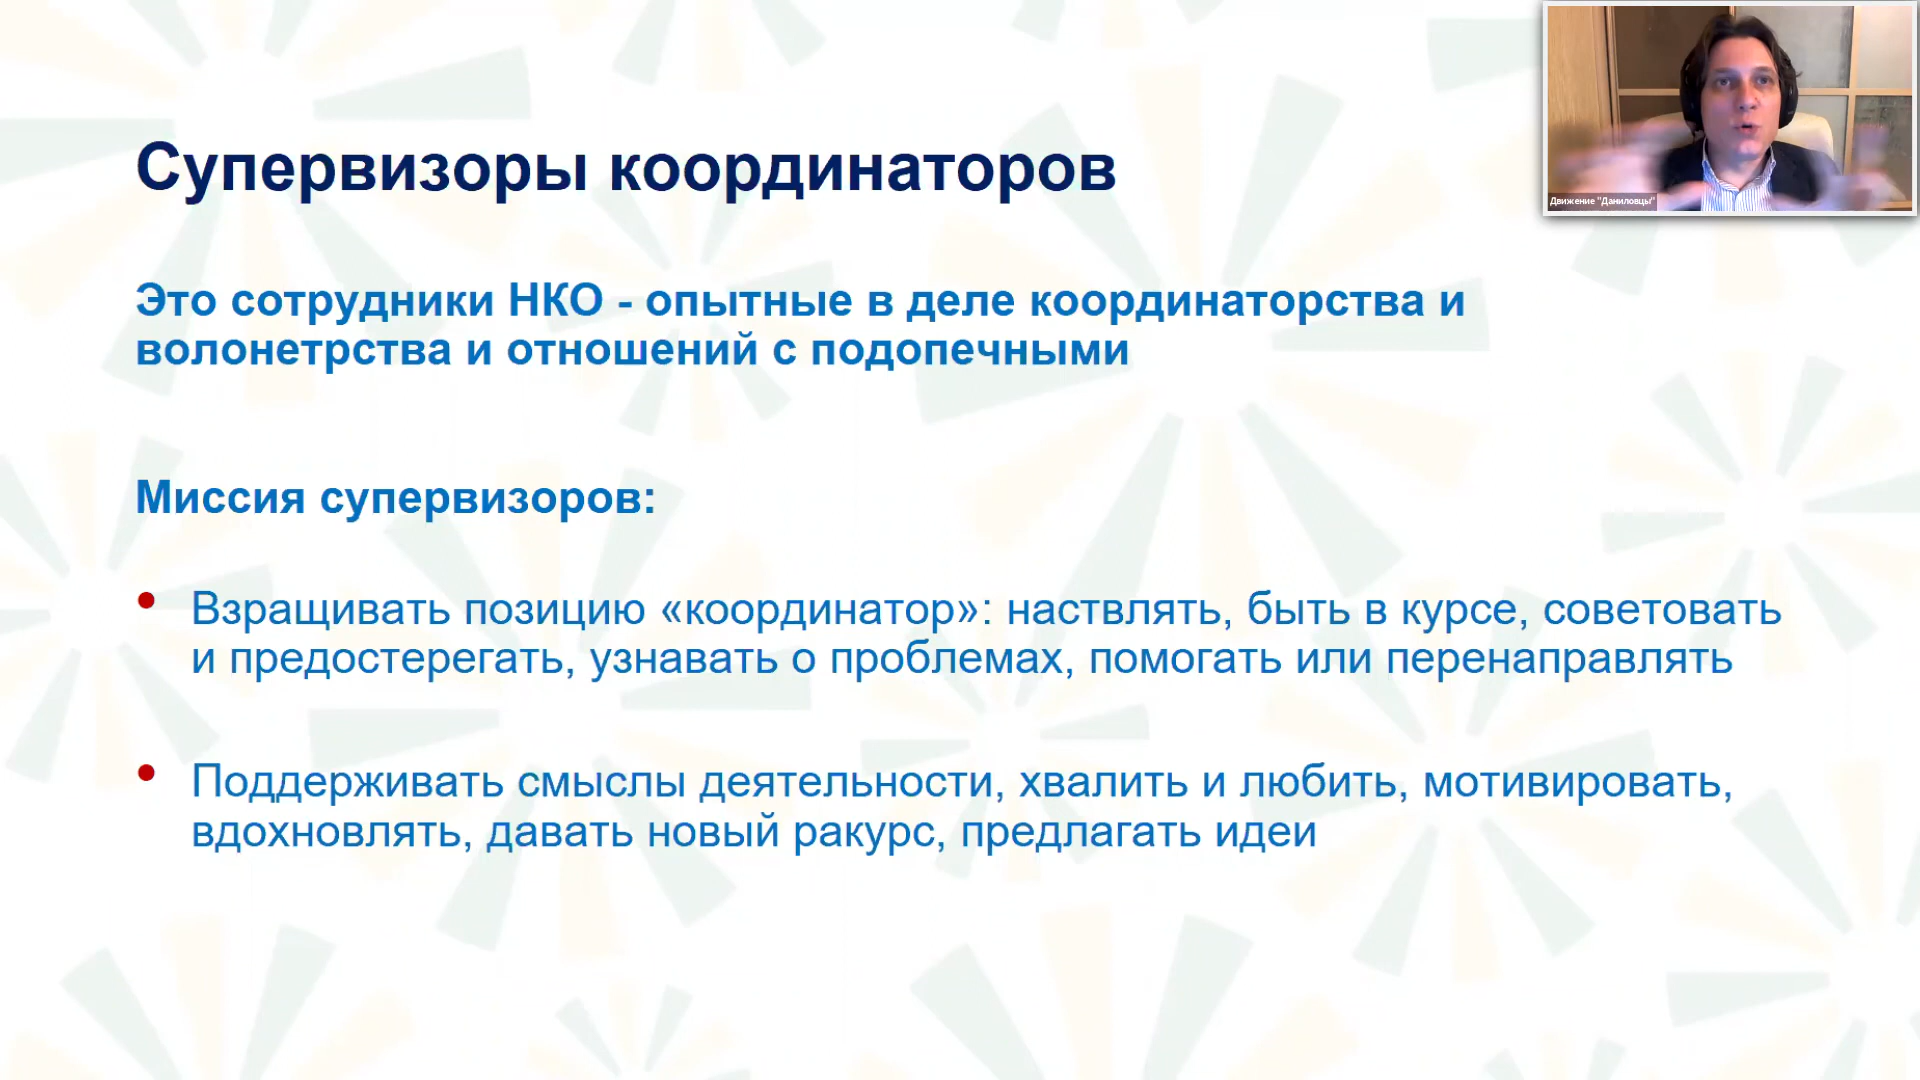 Супервизоры координаторов
Движение "Даниловцы"
Это сотрудники НКО - опытные в деле координаторства и
волонетрства и отношений с подопечными
Миссия супервизоров:
• Взращивать позицию «координатор»: наствлять, быть в курсе, советовать
и предостерегать, узнавать о проблемах, помогать или перенаправлять
• Поддерживать смыслы деятельности, хвалить и любить, мотивировать,
вдохновлять, давать новый ракурс, предлагать идеи